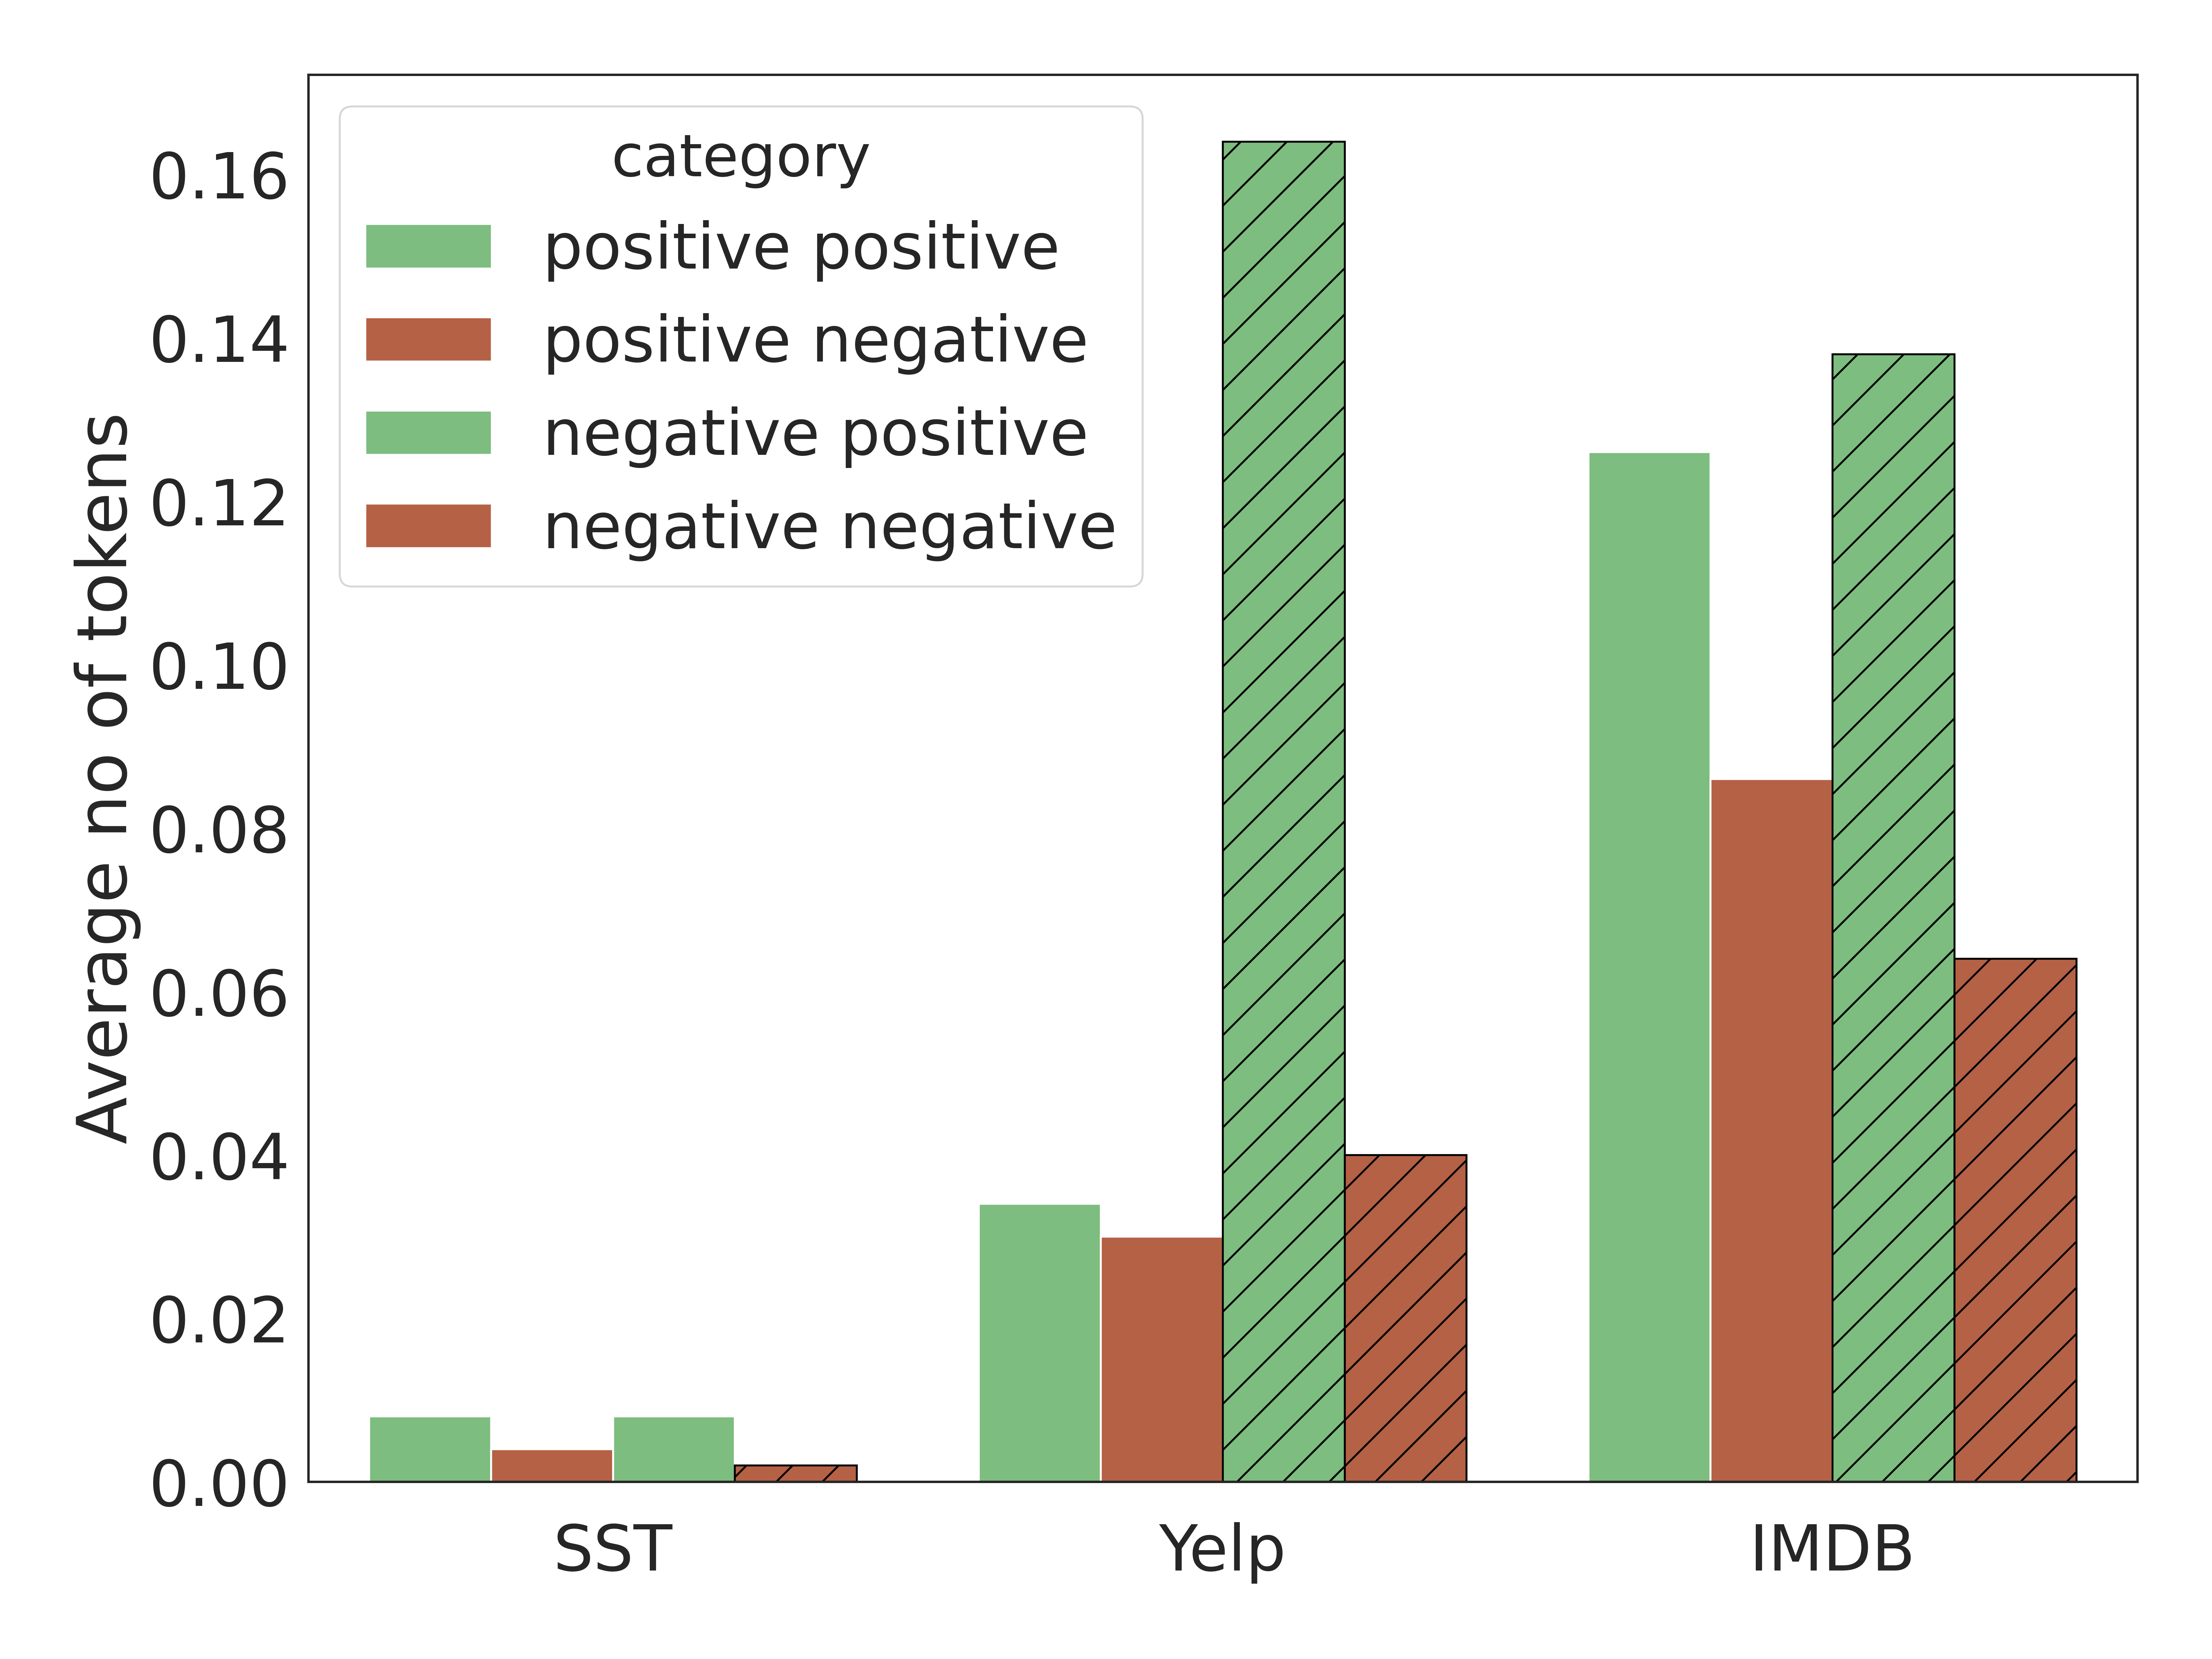 category
positive positive
positive negative
negative positive
negative negative
Average no of tokens
0.16
0.14
0.12
0.10
0.08
0.06
0.04
0.02
0.00
SST
Yelp
IMDB